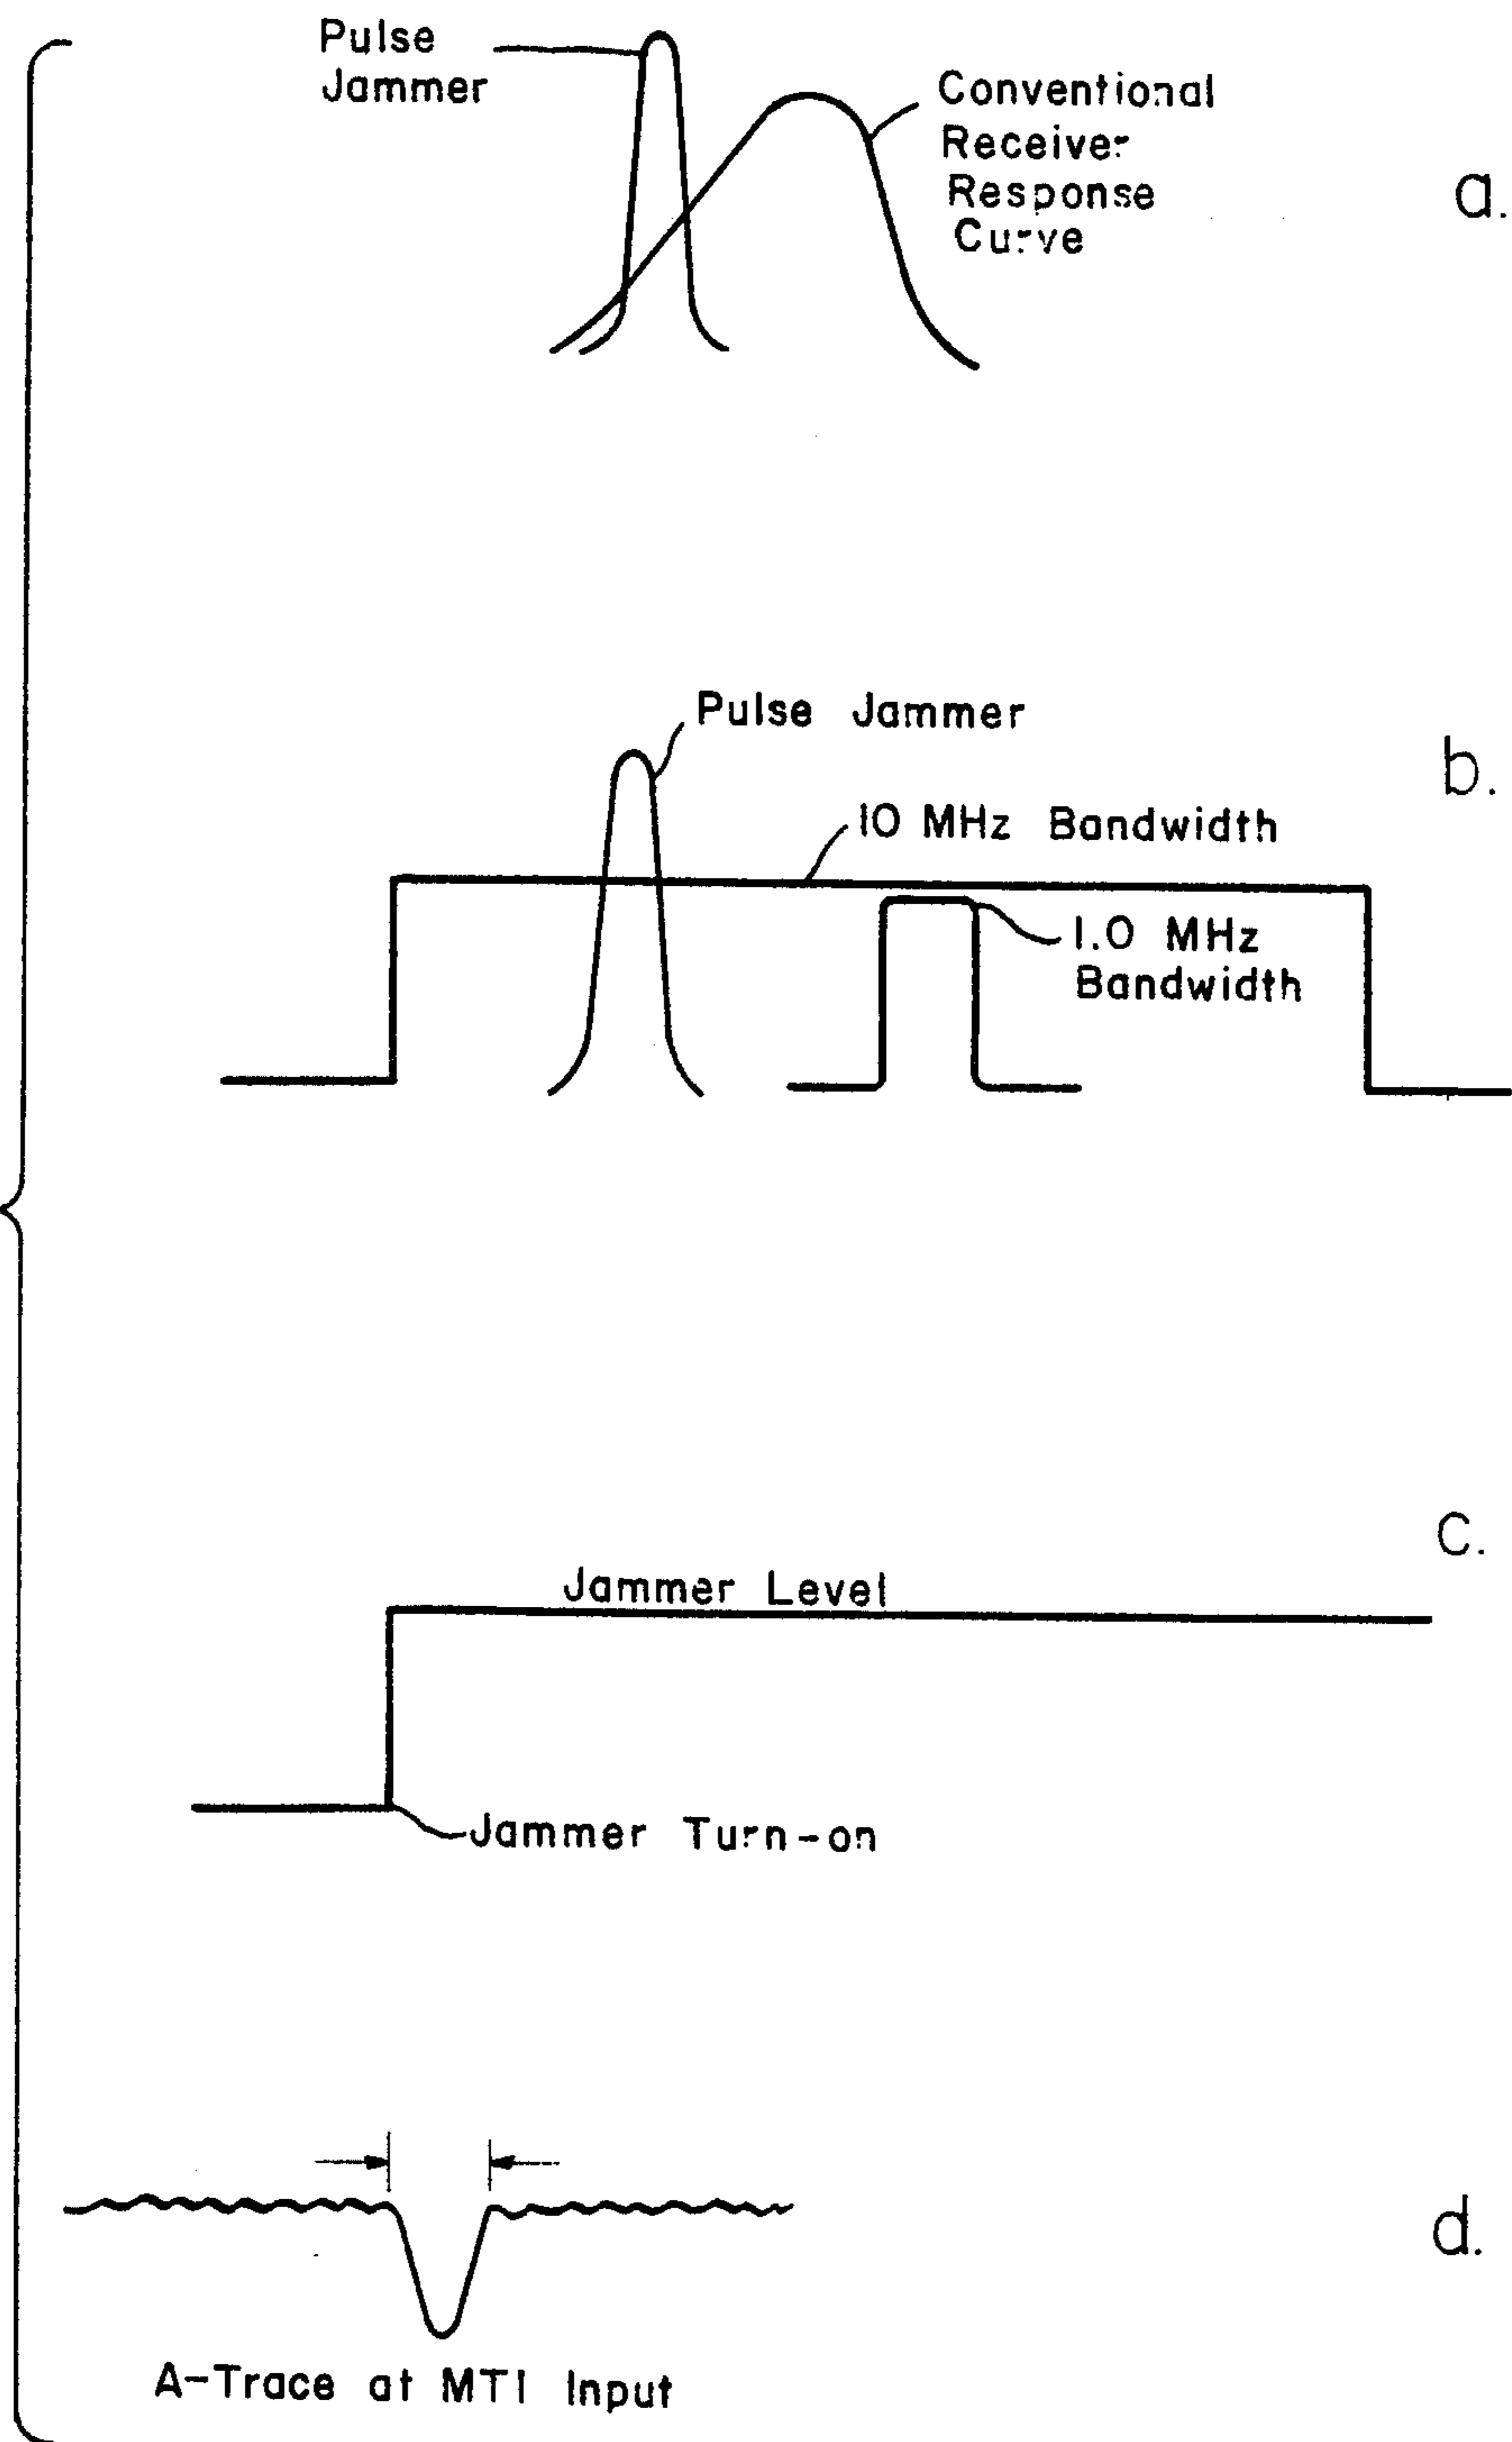 Pulse
Jammer
Conventional
Receiver
Response
Curve
a.
Pulse Jammer
b.
10 MHz Bandwidth
1.0 MHz
Bandwidth
c.
Jammer Level
Jammer Turn-on
d.
A-Trace at MTI Input